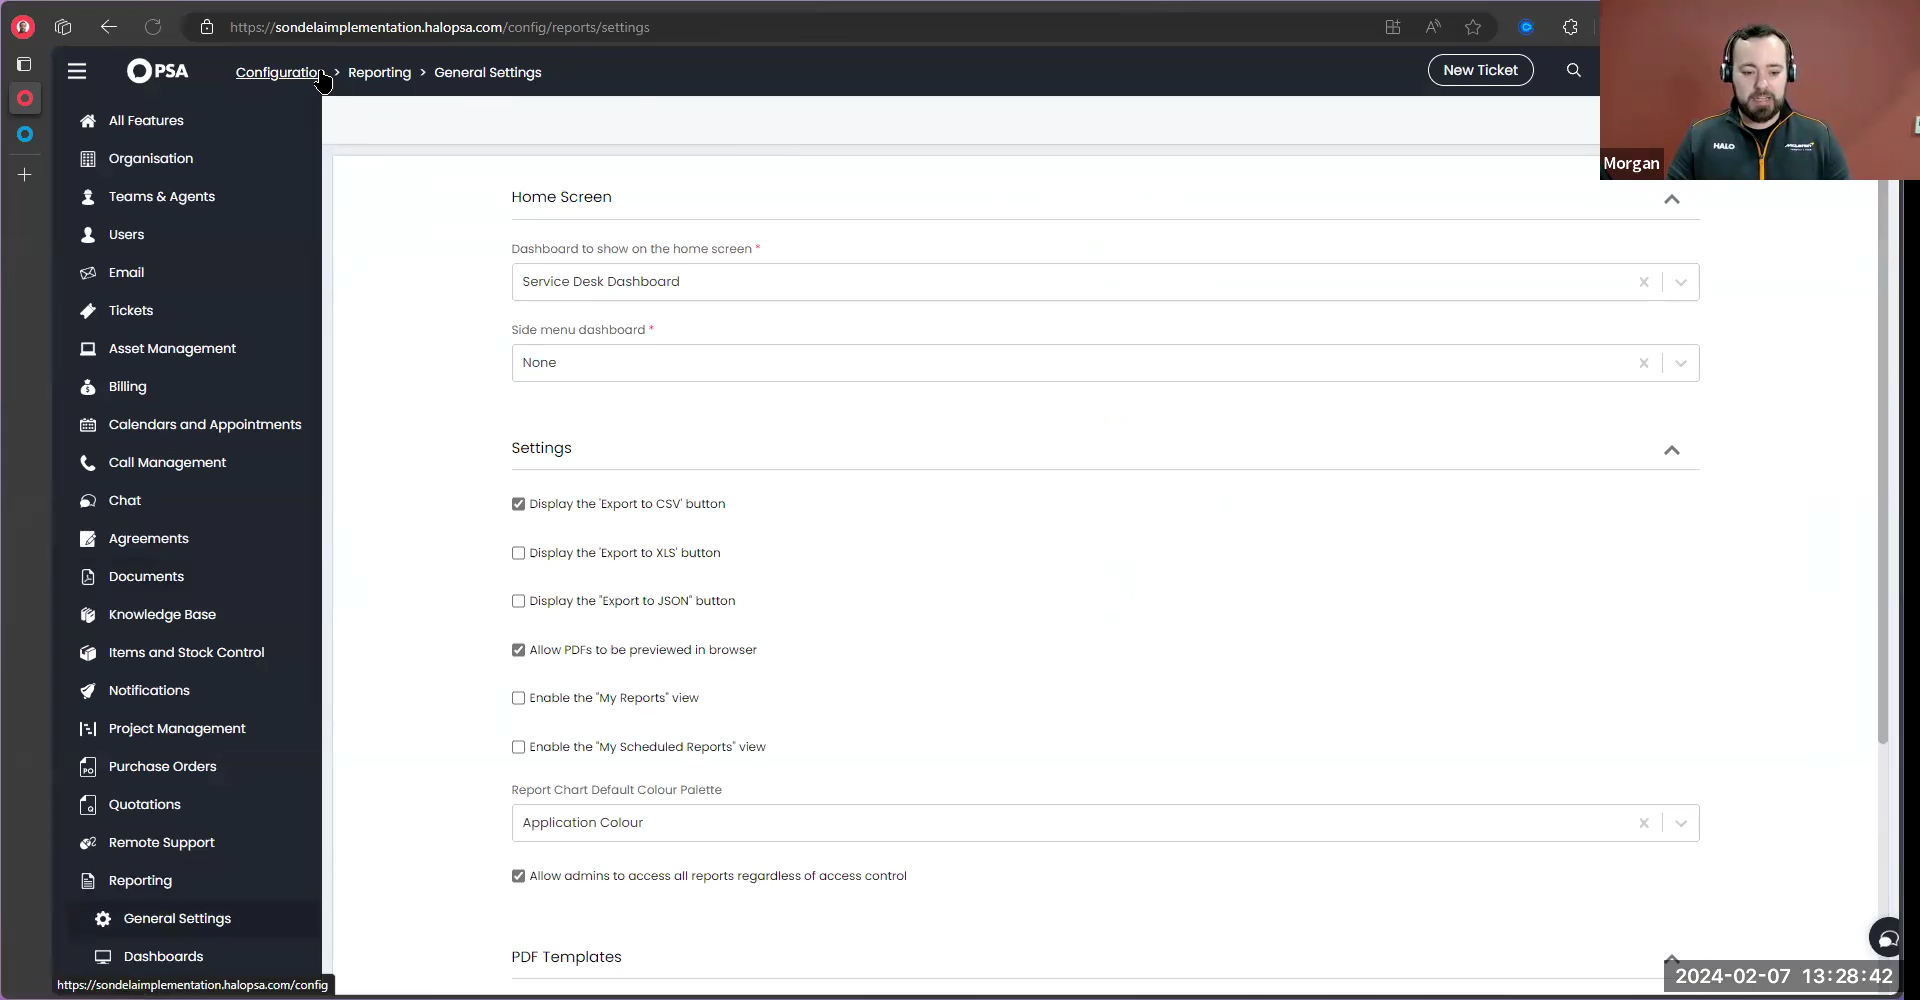 https://sondelaimplementation.halopsa.com/config/reports/settings
PSA
Configuration > Reporting > General Settings
New Ticket
All Features
Organisation
Teams & Agents
Users
Email
Tickets
Asset Management
Billing
Calendars and Appointments
Call Management
Chat
Agreements
Documents
Knowledge Base
Items and Stock Control
Notifications
Project Management
Purchase Orders
Quotations
Remote Support
Reporting
General Settings
Dashboards
https://sondelaimplementation.halopsa.com/config
Home Screen
Dashboard to show on the home screen *
Service Desk Dashboard
Side menu dashboard *
None
Settings
Display the 'Export to CSV' button
Display the 'Export to XLS' button
Display the "Export to JSON" button
Allow PDFs to be previewed in browser
Enable the "My Reports" view
Enable the "My Scheduled Reports" view
Report Chart Default Colour Palette
Application Colour
Allow admins to access all reports regardless of access control
PDF Templates
HALO
McLaren
Morgan
2024-02-07 13:28:42